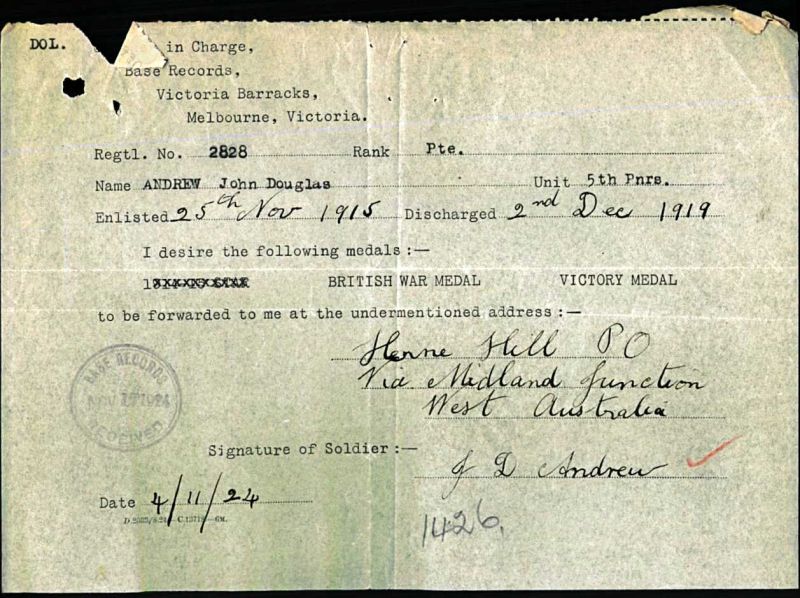 DOL.
in Charge,
Base Records,
Victoria Barracks,
Melbourne, Victoria.
Regtl. No. 2828 Rank Pte.
Name ANDREW John Douglas Unit 5th Pnrs.
Enlisted 25th Nov 1915 Discharged 2nd Dec 1919
I desire the following medals:—
BRITISH WAR MEDAL VICTORY MEDAL
to be forwarded to me at the undermentioned address:—
Herne Hill P O
Via Midland Junction
West Australia
BASE RECORDS
NOV 1924
RECEIVED
Signature of Soldier:—
J D Andrew
Date 4/11/24
1426.